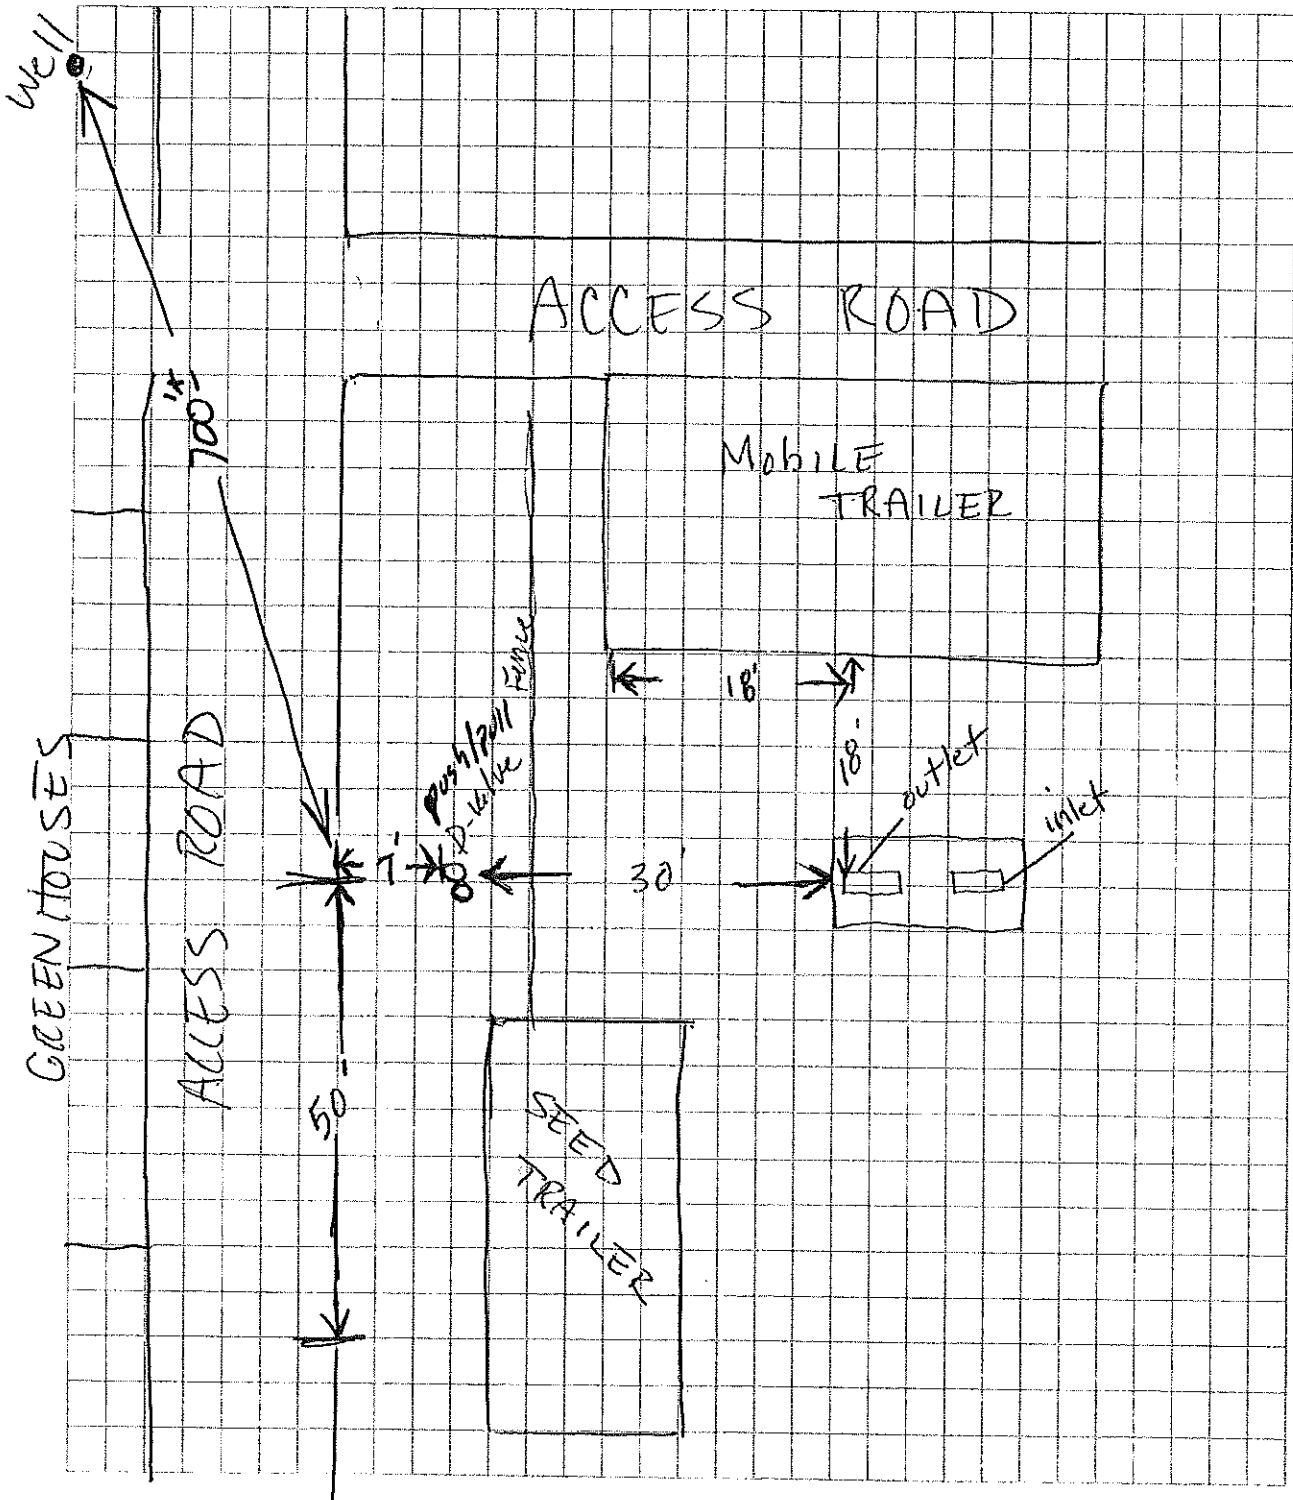 Well
ACCESS ROAD
700'
MobiLE
TRAILER
18'
push/pull
D-valve
Fence
18'
outlet
inlet
7'
30'
GREENHOUSES
ACCESS ROAD
50'
SEED
TRAILER